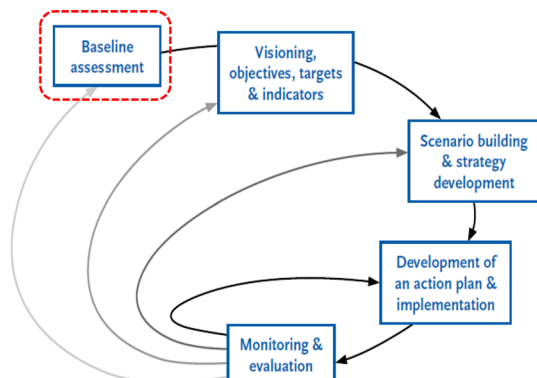 Baseline
assessment
Visioning,
objectives, targets
& indicators
Scenario building
& strategy
development
Development of
an action plan &
implementation
Monitoring &
evaluation